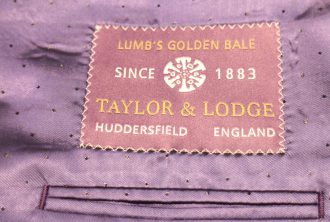 LUMB'S GOLDEN BALE
SINCE 1883
TAYLOR & LODGE
HUDDERSFIELD ENGLAND